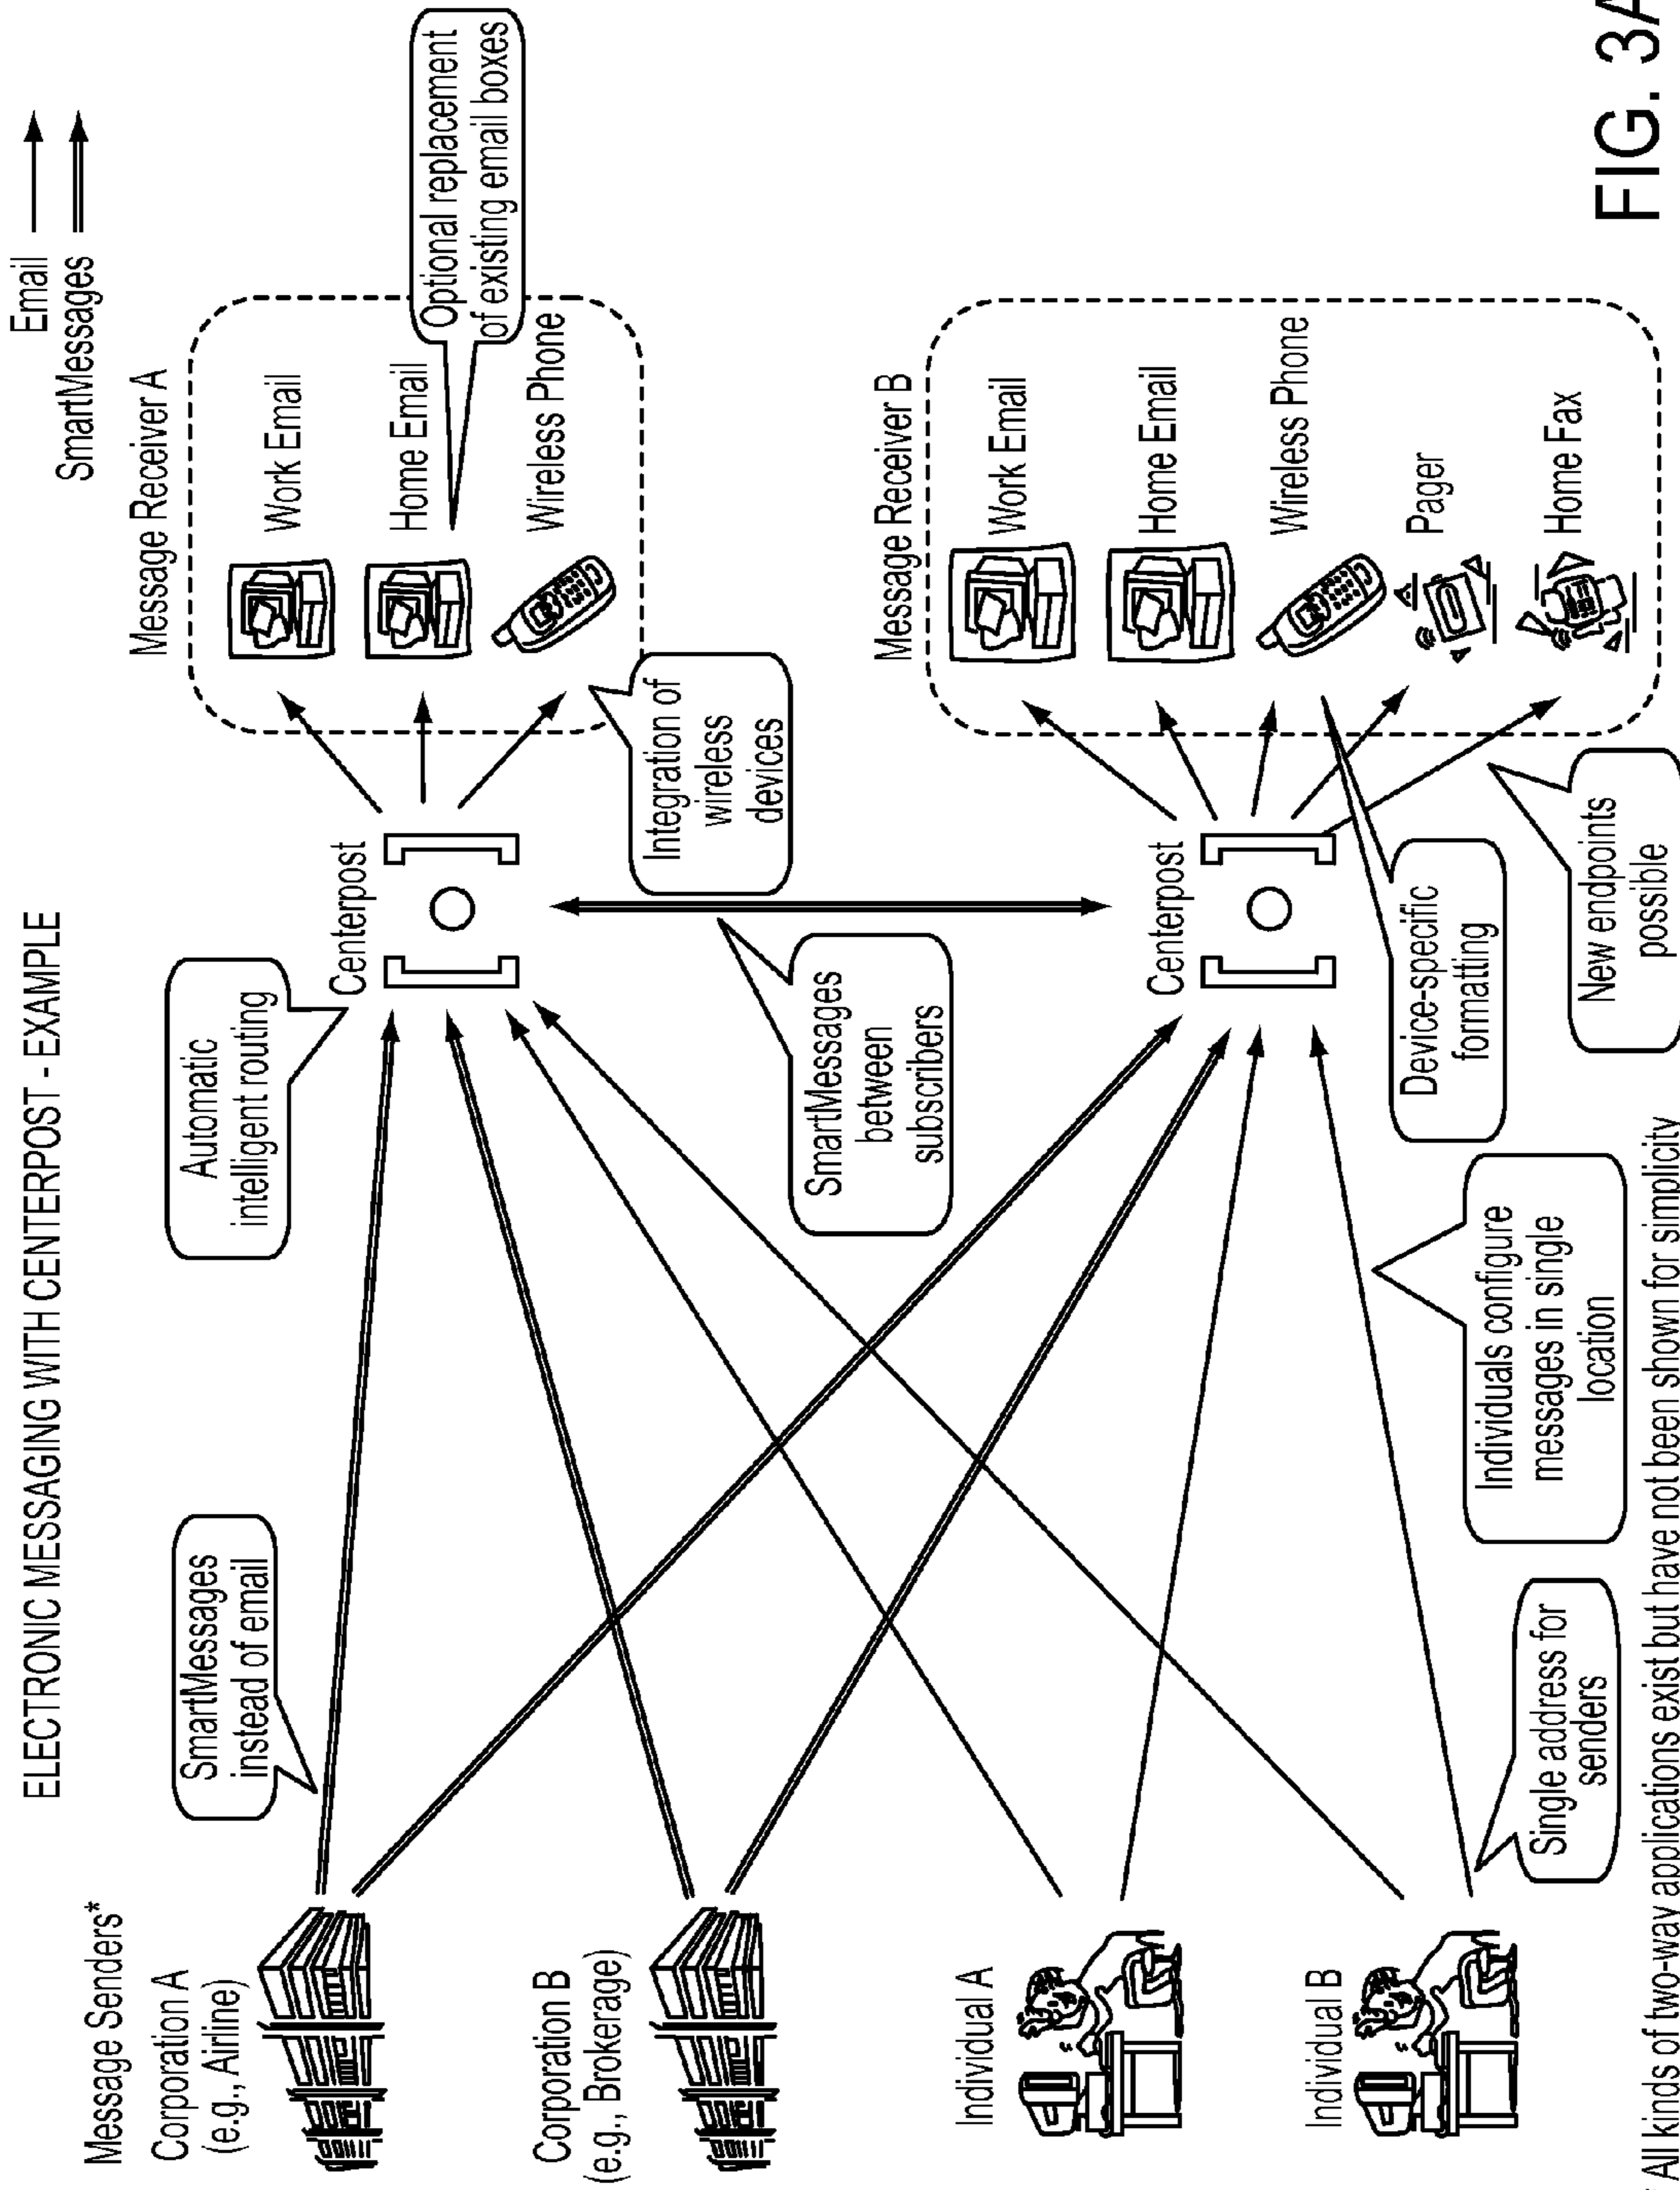 ELECTRONIC MESSAGING WITH CENTERPOST - EXAMPLE
Email
SmartMessages
Message Senders*
Corporation A
(e.g., Airline)
SmartMessages
instead of email
Automatic
intelligent routing
Centerpost
Message Receiver A
Work Email
Home Email
Wireless Phone
Optional replacement
of existing email boxes
Integration of
wireless
devices
Corporation B
(e.g., Brokerage)
SmartMessages
between
subscribers
Individual A
Individual B
Centerpost
Message Receiver B
Work Email
Home Email
Wireless Phone
Pager
Home Fax
Device-specific
formatting
New endpoints
possible
Individuals configure
messages in single
location
Single address for
senders
* All kinds of two-way applications exist but have not been shown for simplicity
FIG. 3A